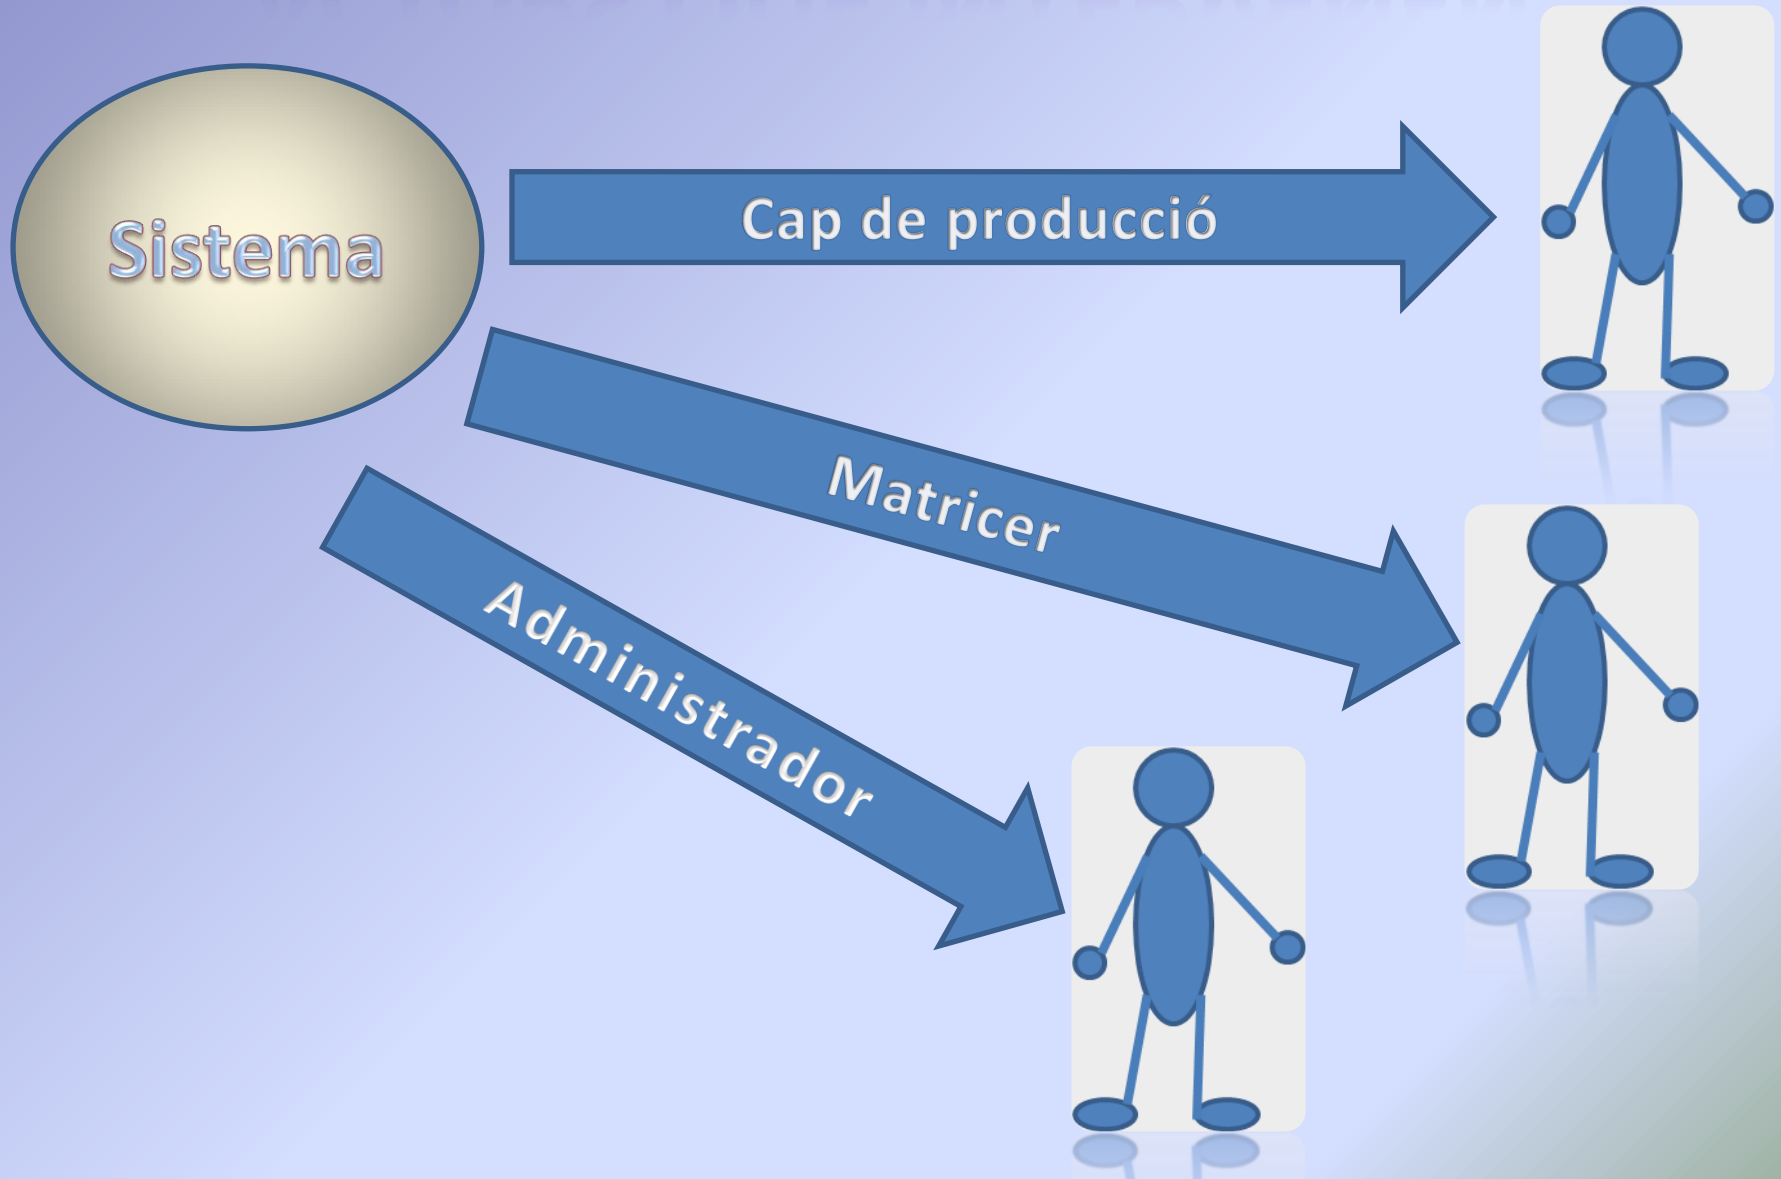 Sistema
Cap de producció
Matricer
Administrador